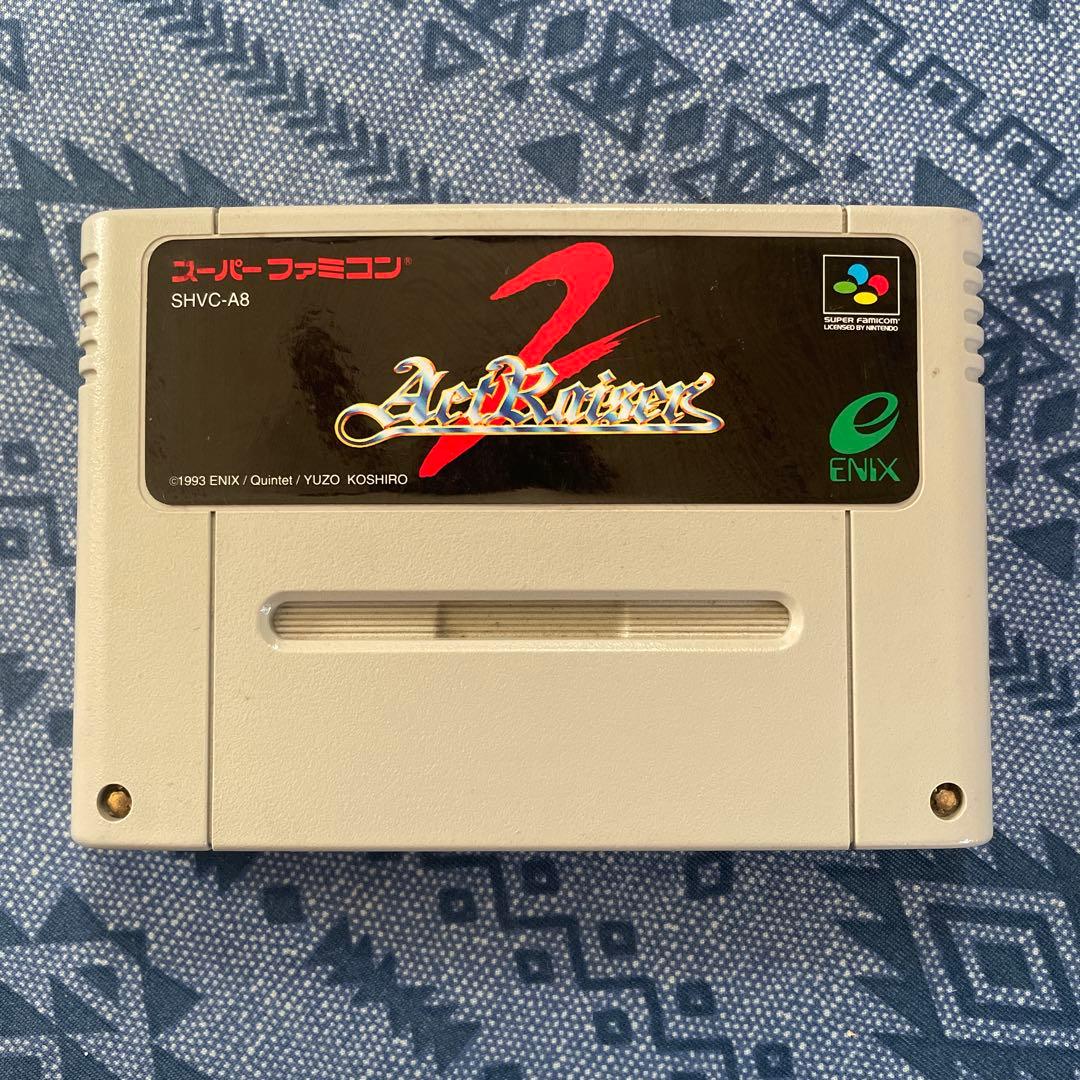 スーパーファミコン®
SHVC-A8
2
ActRaiser
SUPER FAMICOM®
LICENSED BY NINTENDO
ENIX
©1993 ENIX / Quintet / YUZO KOSHIRO